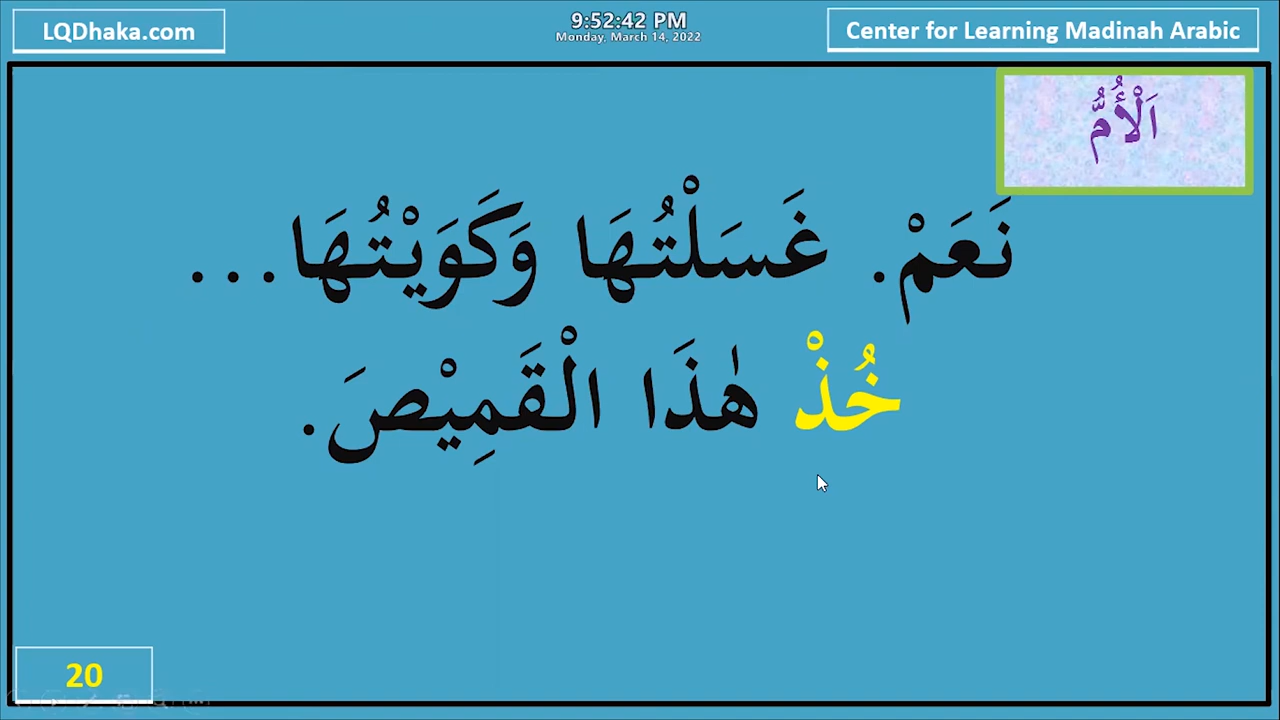 LQDhaka.com
9:52:42 PM
Monday, March 14, 2022
Center for Learning Madinah Arabic
اَلْأُمُّ
نَعَمْ. غَسَلْتُهَا وَكَوَيْتُهَا...
خُذْ هٰذَا الْقَمِيْصَ.
20